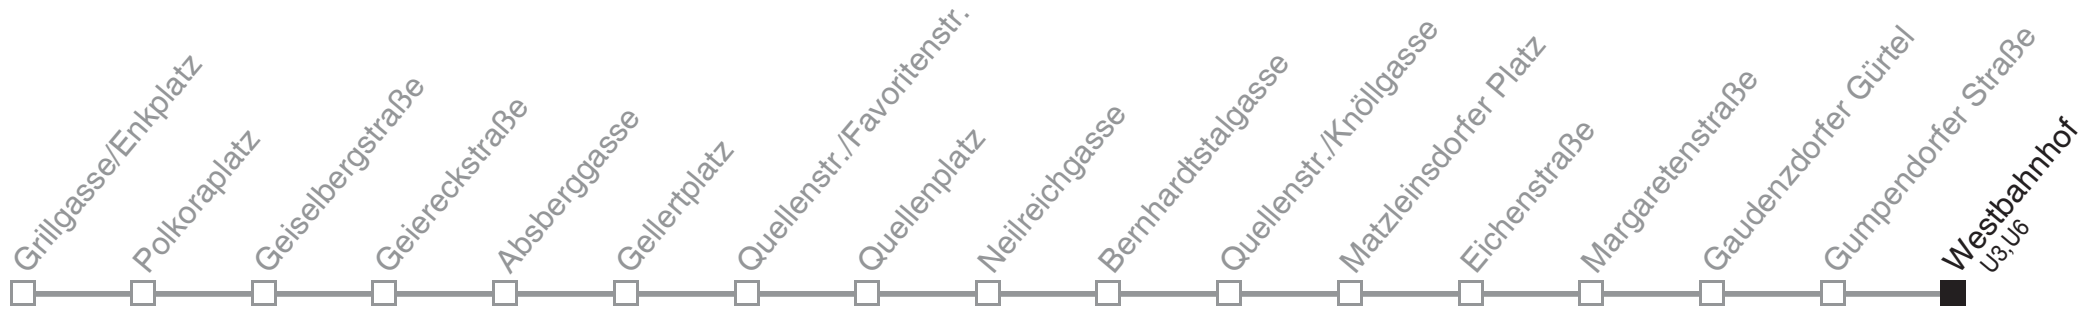 Grillgasse/Enkplatz
Polkoraplatz
Geiselbergstraße
Geiereckstraße
Absberggasse
Gellertplatz
Quellenstr./Favoritenstr.
Quellenplatz
Neilreichgasse
Bernhardtstalgasse
Quellenstr./Knöllgasse
Matzleinsdorfer Platz
Eichenstraße
Margaretenstraße
Gaudenzdorfer Gürtel
Gumpendorfer Straße
Westbahnhof
U3,U6